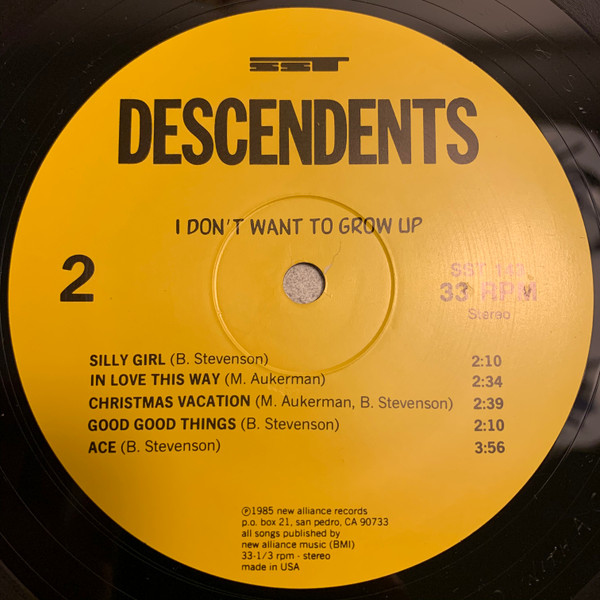 SST
DESCENDENTS
I DON'T WANT TO GROW UP
2
SST 143
33 RPM
Stereo
SILLY GIRL (B. Stevenson) 2:10
IN LOVE THIS WAY (M. Aukerman) 2:34
CHRISTMAS VACATION (M. Aukerman, B. Stevenson) 2:39
GOOD GOOD THINGS (B. Stevenson) 2:10
ACE (B. Stevenson) 3:56
℗1985 new alliance records
p.o. box 21, san pedro, CA 90733
all songs published by
new alliance music (BMI)
33-1/3 rpm - stereo
made in USA